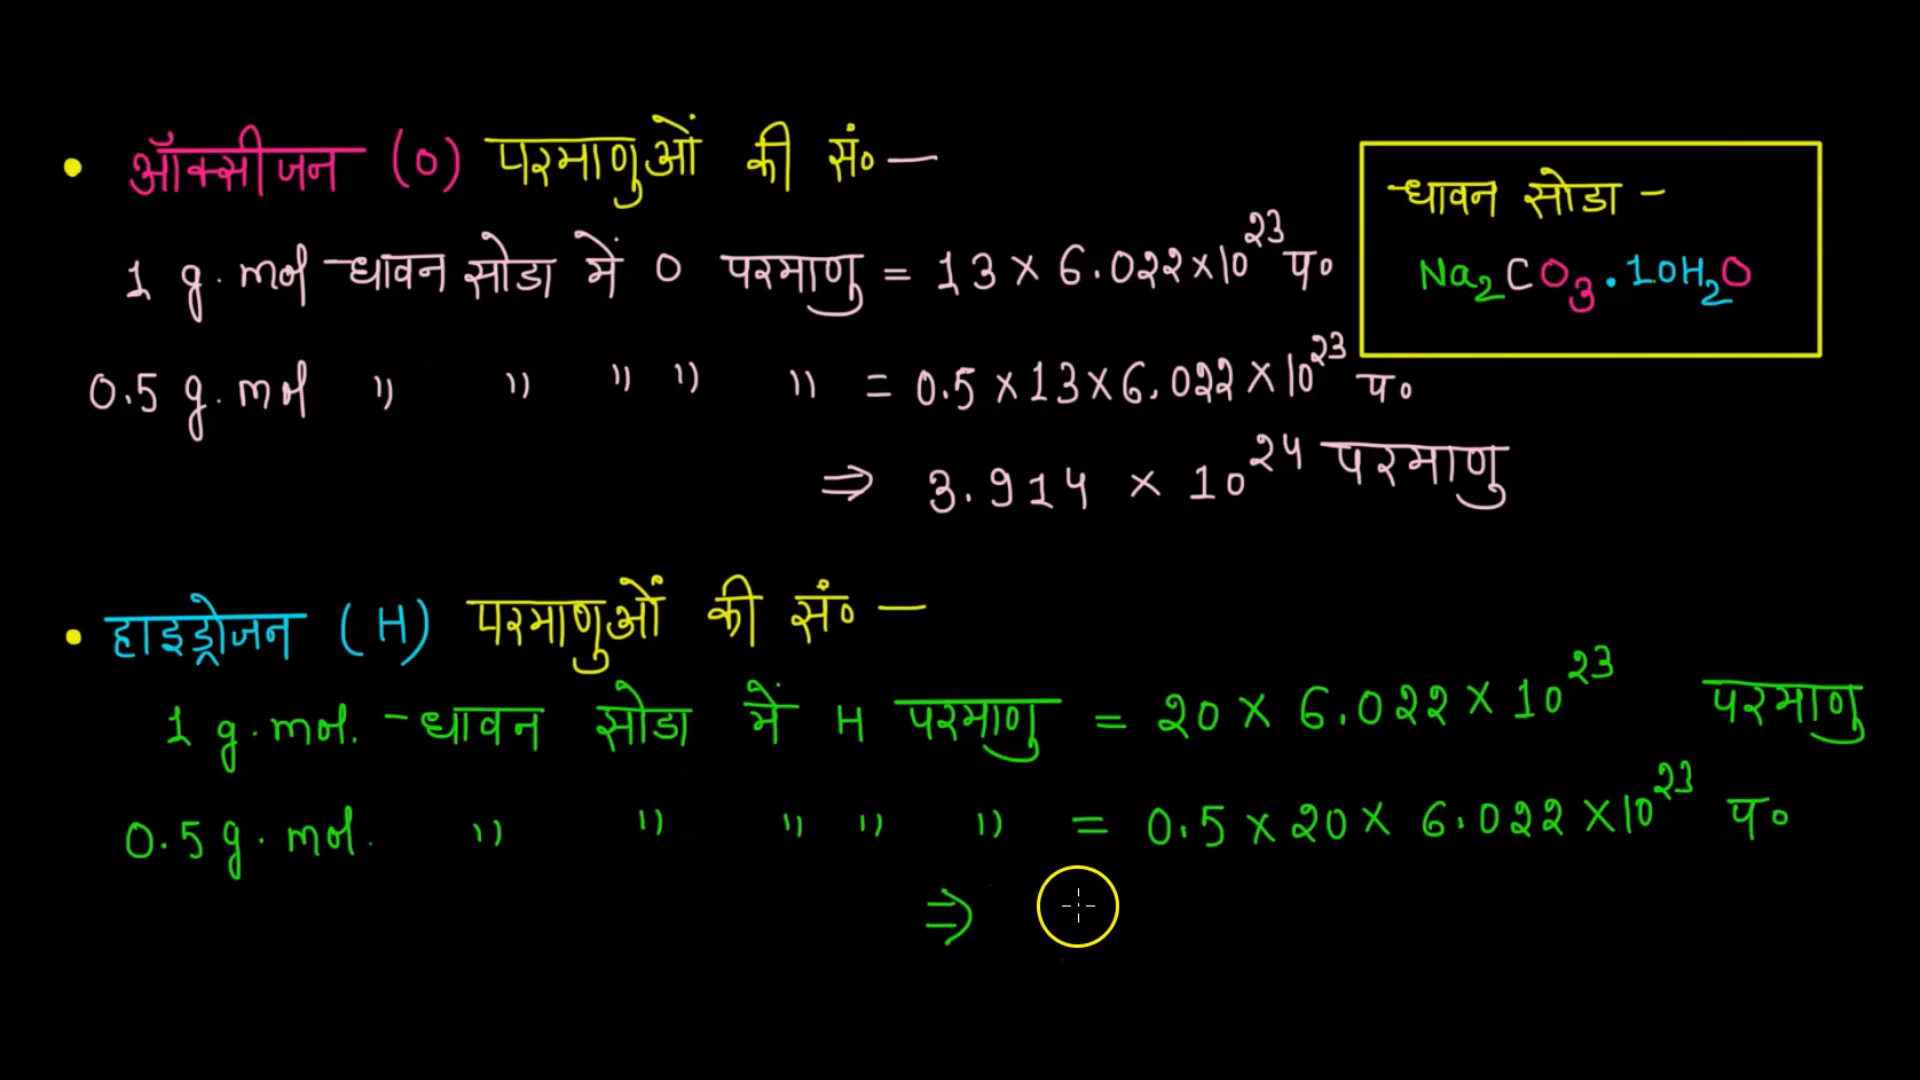 • ऑक्सीजन (O) परमाणुओं की सं० —
1 g. mol धावन सोडा में O परमाणु = 13 × 6.022 × 10²³ प०
0.5 g. mol " " " " " = 0.5 × 13 × 6.022 × 10²³ प०
⇒ 3.914 × 10²⁴ परमाणु
धावन सोडा -
Na₂CO₃ . 10H₂O
• हाइड्रोजन (H) परमाणुओं की सं० —
1 g. mol. धावन सोडा में H परमाणु = 20 × 6.022 × 10²³ परमाणु
0.5 g. mol. " " " " " = 0.5 × 20 × 6.022 × 10²³ प०
⇒